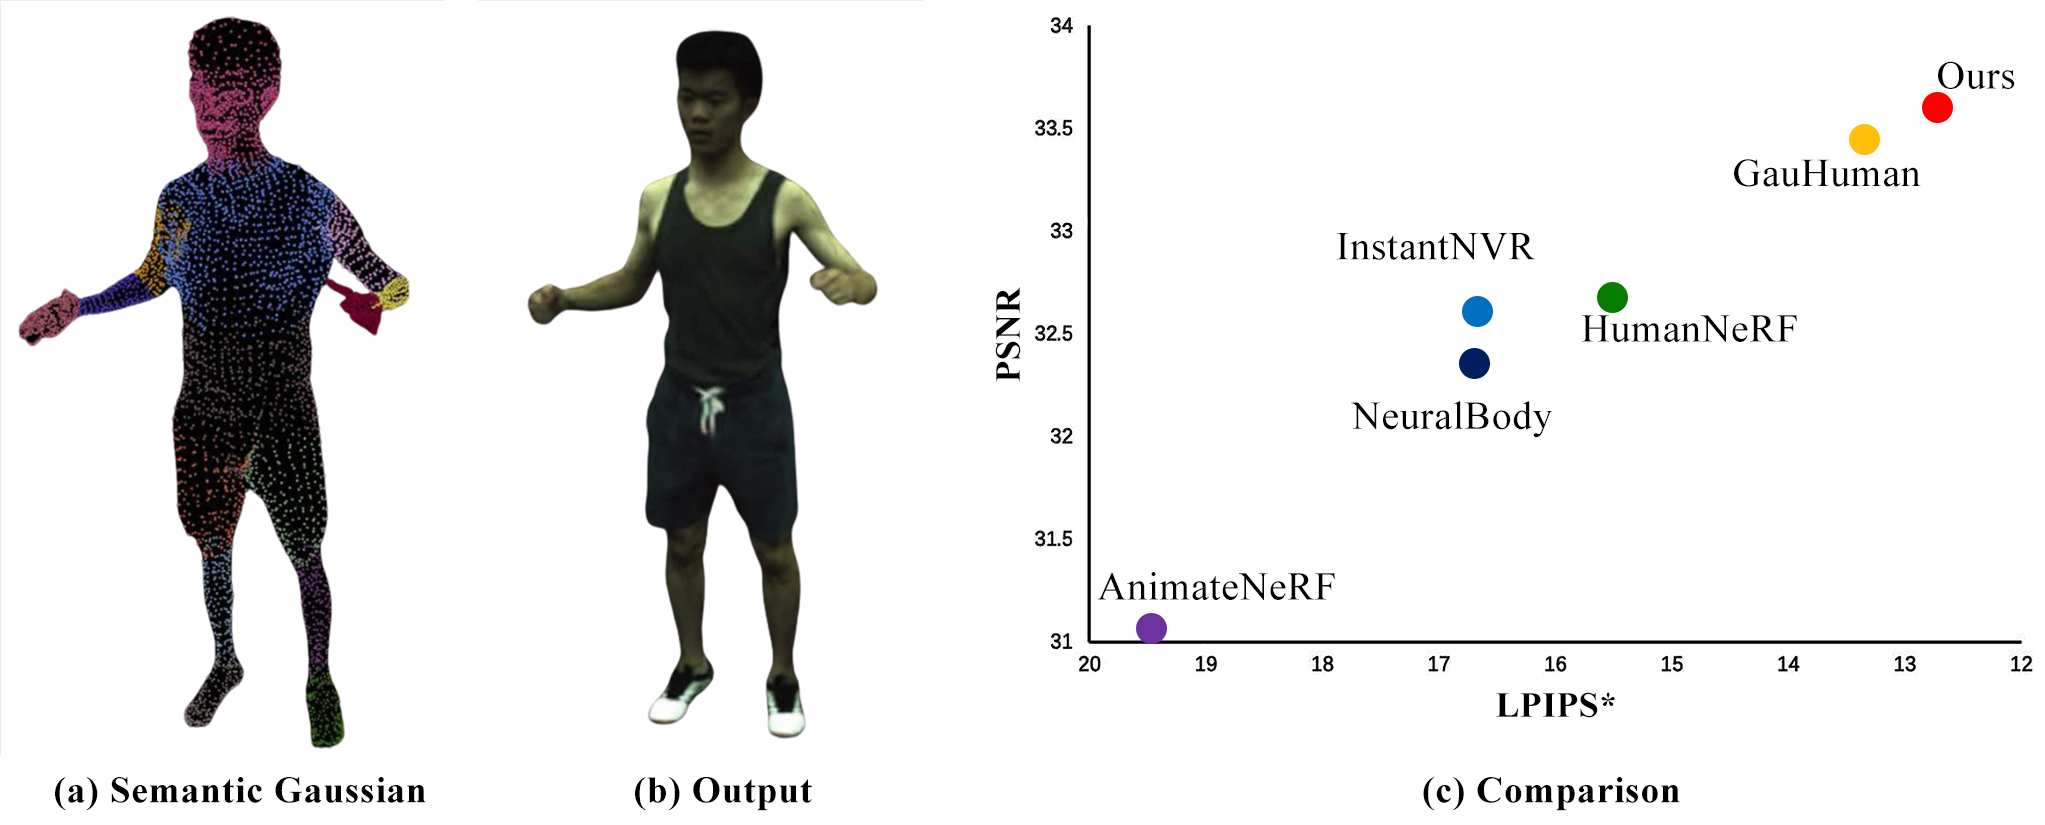 34
33.5
33
32.5
32
31.5
31
PSNR
Ours
GauHuman
InstantNVR
HumanNeRF
NeuralBody
AnimateNeRF
20 19 18 17 16 15 14 13 12
LPIPS*
(a) Semantic Gaussian
(b) Output
(c) Comparison